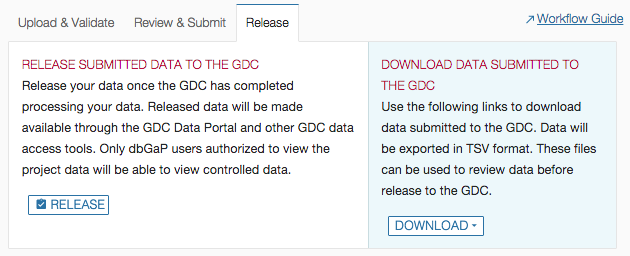 Upload & Validate Review & Submit Release Workflow Guide
RELEASE SUBMITTED DATA TO THE GDC
Release your data once the GDC has completed
processing your data. Released data will be made
available through the GDC Data Portal and other GDC data
access tools. Only dbGaP users authorized to view the
project data will be able to view controlled data.
RELEASE
DOWNLOAD DATA SUBMITTED TO
THE GDC
Use the following links to download
data submitted to the GDC. Data will
be exported in TSV format. These files
can be used to review data before
release to the GDC.
DOWNLOAD